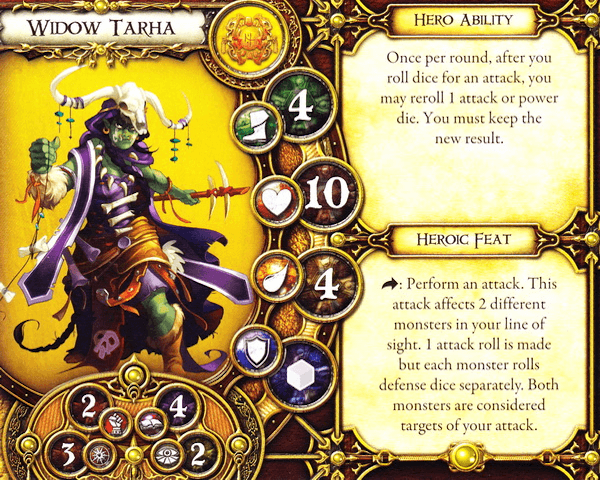 Widow Tarha
4
10
4
2
4
3
2
Hero Ability
Once per round, after you
roll dice for an attack, you
may reroll 1 attack or power
die. You must keep the
new result.
Heroic Feat
: Perform an attack. This
attack affects 2 different
monsters in your line of
sight. 1 attack roll is made
but each monster rolls
defense dice separately. Both
monsters are considered
targets of your attack.